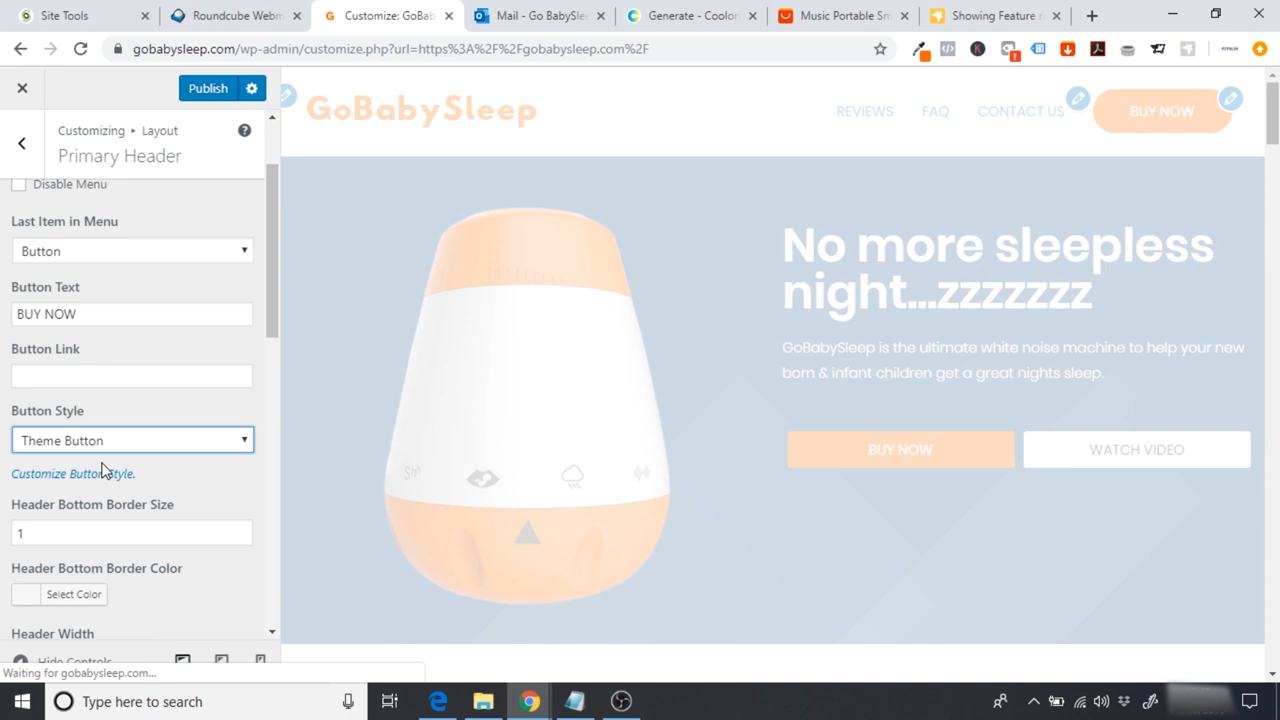 Site Tools
Roundcube Webm
Customize: GoBab
Mail - Go BabySlee
Generate - Coolor
Music Portable Sm
Showing Feature r
gobabysleep.com/wp-admin/customize.php?url=https%3A%2F%2Fgobabysleep.com%2F
Publish
Customizing ▸ Layout
Primary Header
Disable Menu
Last Item in Menu
Button
Button Text
BUY NOW
Button Link
Button Style
Theme Button
Customize Button Style.
Header Bottom Border Size
1
Header Bottom Border Color
Select Color
Header Width
Hide Controls
Waiting for gobabysleep.com...
GoBabySleep
REVIEWS FAQ CONTACT US BUY NOW
No more sleepless
night...zzzzzzz
GoBabySleep is the ultimate white noise machine to help your new
born & infant children get a great nights sleep.
BUY NOW WATCH VIDEO
Type here to search